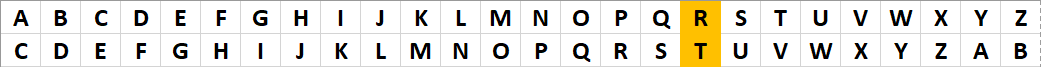 A B C D E F G H I J K L M N O P Q R S T U V W X Y Z
C D E F G H I J K L M N O P Q R S T U V W X Y Z A B